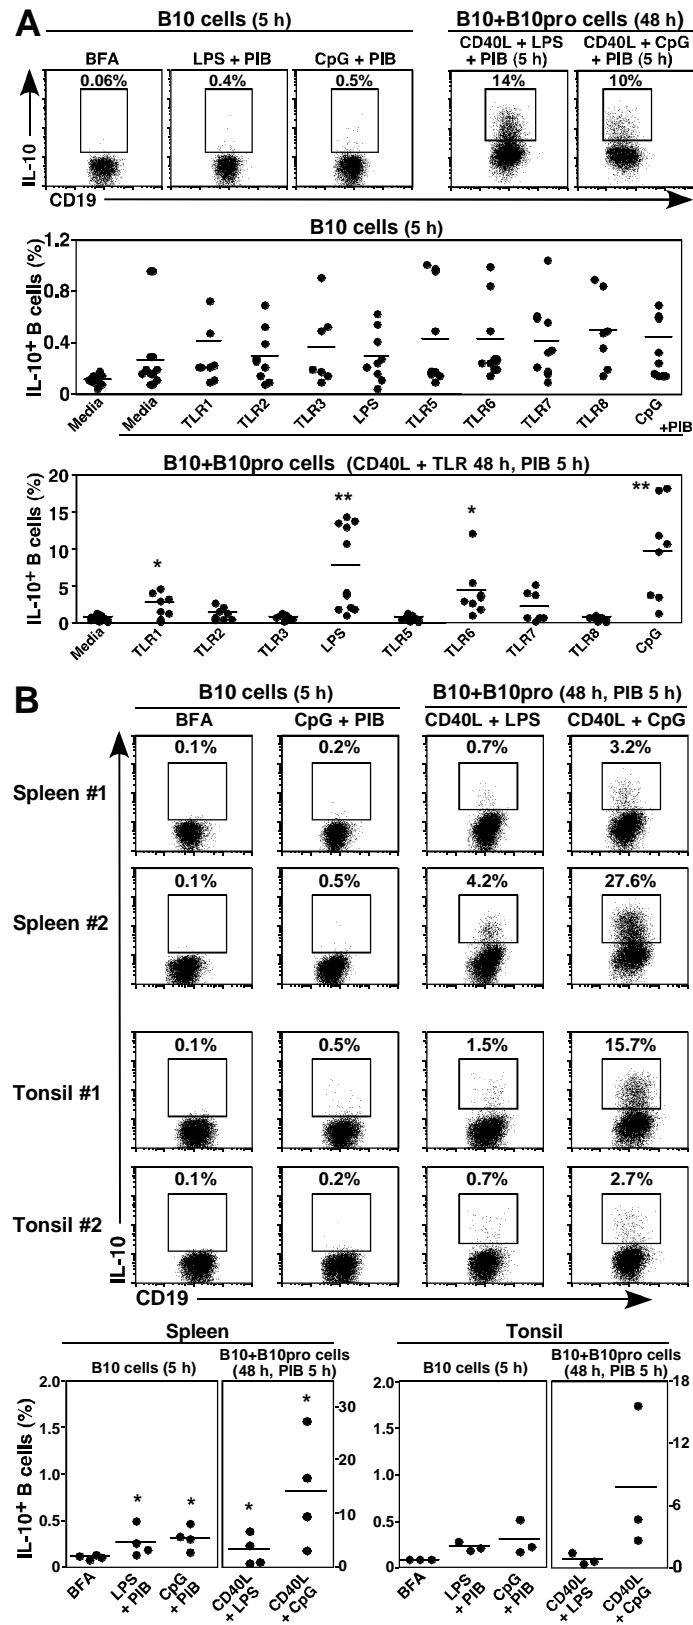 A
B10 cells (5 h)
B10+B10pro cells (48 h)
BFA
LPS + PIB
CpG + PIB
CD40L + LPS
+ PIB (5 h)
CD40L + CpG
+ PIB (5 h)
0.06%
0.4%
0.5%
14%
10%
IL-10
CD19
B10 cells (5 h)
IL-10+ B cells (%)
1.2
0.8
0.4
0
Media
Media
TLR1
TLR2
TLR3
LPS
TLR5
TLR6
TLR7
TLR8
CpG
+PIB
B10+B10pro cells (CD40L + TLR 48 h, PIB 5 h)
IL-10+ B cells (%)
20
15
10
5
0
*
**
*
**
Media
TLR1
TLR2
TLR3
LPS
TLR5
TLR6
TLR7
TLR8
CpG
B
B10 cells (5 h)
B10+B10pro (48 h, PIB 5 h)
BFA
CpG + PIB
CD40L + LPS
CD40L + CpG
Spleen #1
0.1%
0.2%
0.7%
3.2%
Spleen #2
0.1%
0.5%
4.2%
27.6%
Tonsil #1
0.1%
0.5%
1.5%
15.7%
Tonsil #2
0.1%
0.2%
0.7%
2.7%
IL-10
CD19
Spleen
B10 cells (5 h)
B10+B10pro cells
(48 h, PIB 5 h)
IL-10+ B cells (%)
2.0
1.5
1.0
0.5
0
30
20
10
0
*
*
*
*
BFA
LPS
+ PIB
CpG
+ PIB
CD40L
+ LPS
CD40L
+ CpG
Tonsil
B10 cells (5 h)
B10+B10pro cells
(48 h, PIB 5 h)
2.0
1.5
1.0
0.5
0
18
12
6
0
BFA
LPS
+ PIB
CpG
+ PIB
CD40L
+ LPS
CD40L
+ CpG